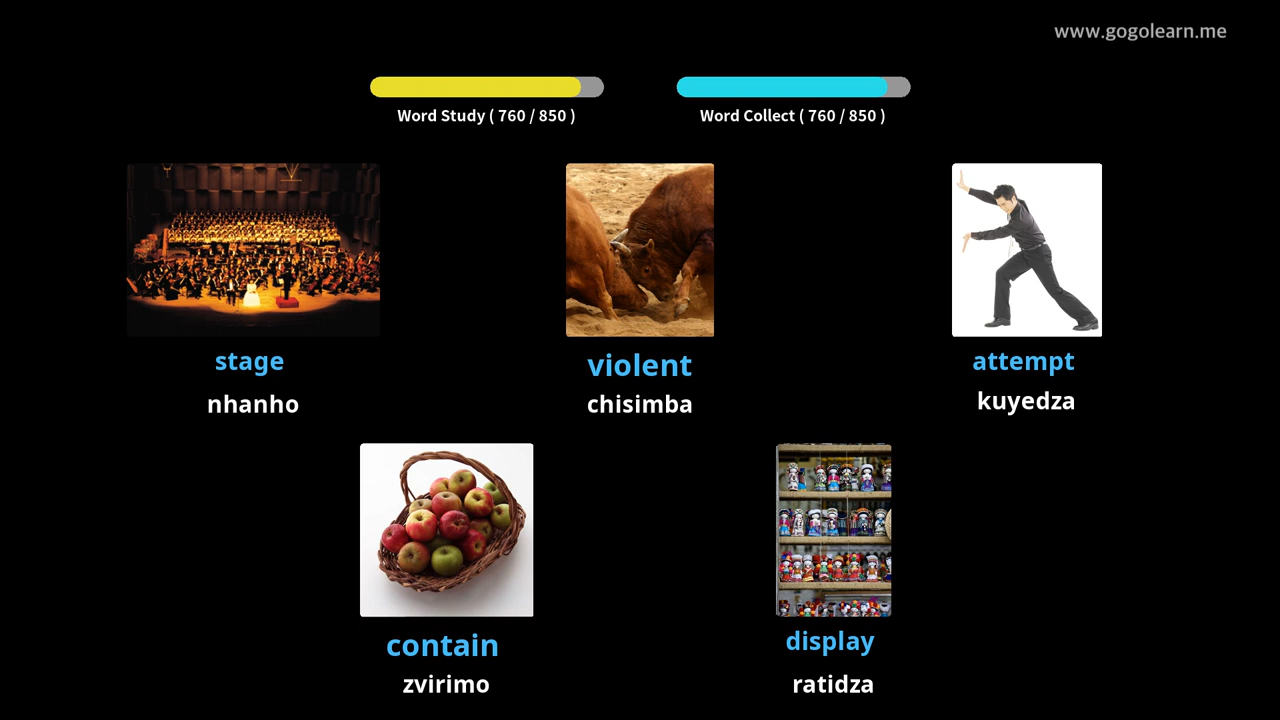 www.gogolearn.me
Word Study ( 760 / 850 )
Word Collect ( 760 / 850 )
stage
nhanho
violent
chisimba
attempt
kuyedza
contain
zvirimo
display
ratidza